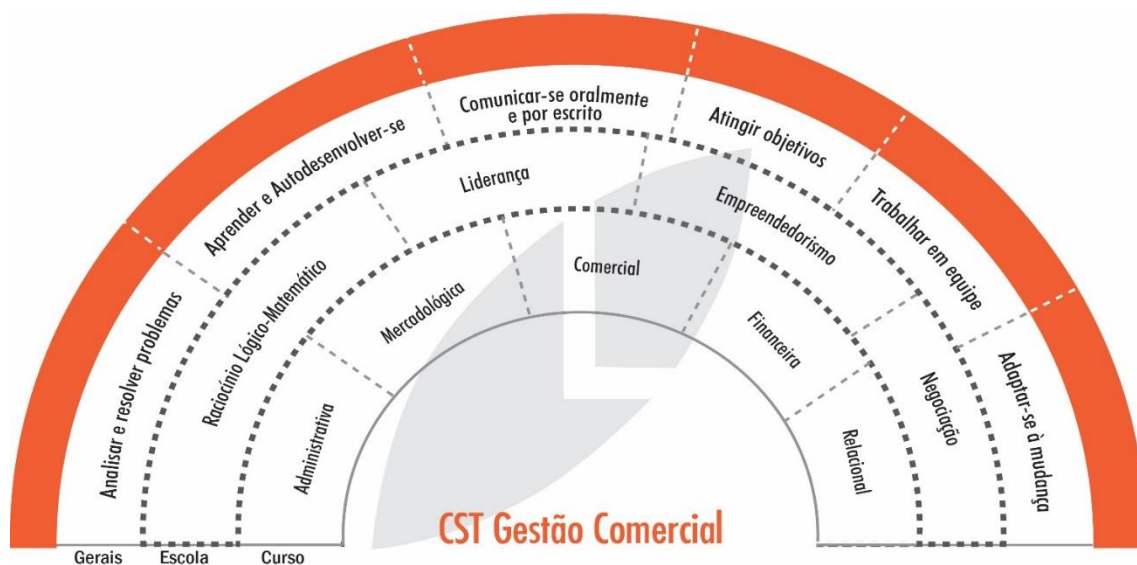 Analisar e resolver problemas
Aprender e Autodesenvolver-se
Comunicar-se oralmente
e por escrito
Atingir objetivos
Trabalhar em equipe
Adaptar-se à mudança
Raciocínio Lógico-Matemático
Liderança
Empreendedorismo
Negociação
Administrativa
Mercadológica
Comercial
Financeira
Relacional
CST Gestão Comercial
Gerais
Escola
Curso